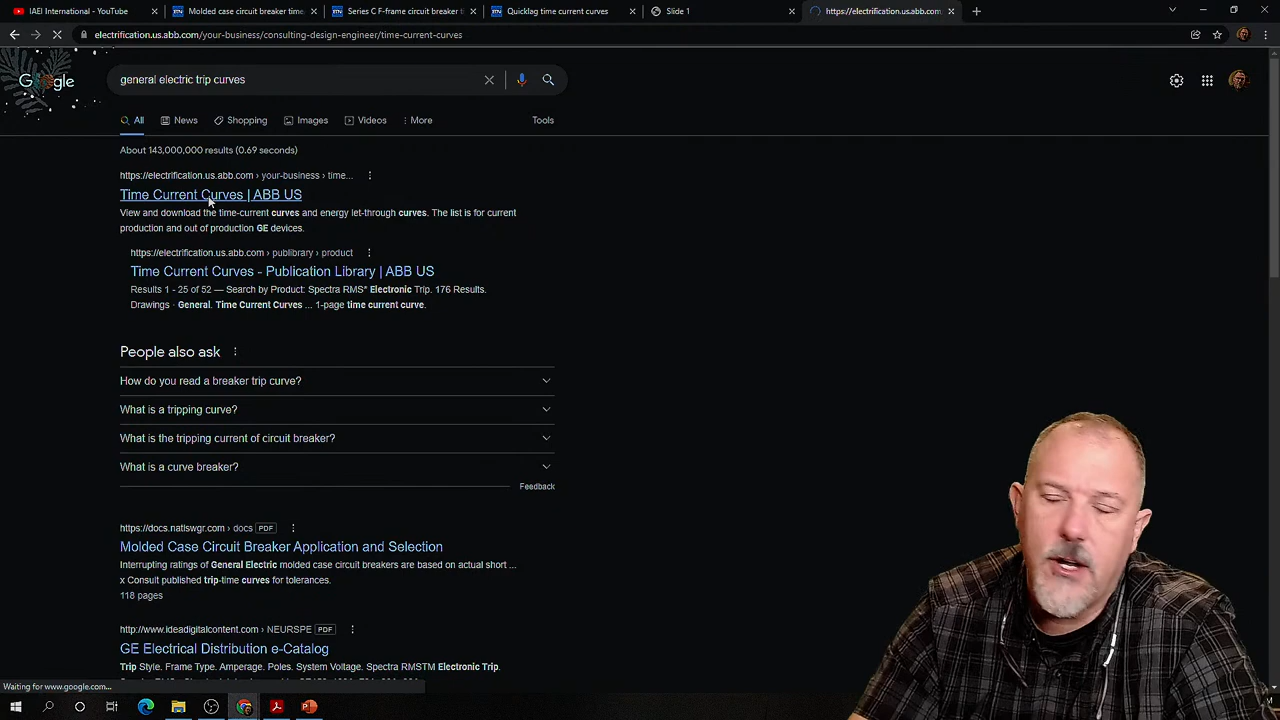 IAEI International - YouTube
Molded case circuit breaker time
Series C F-frame circuit breaker t
Quicklag time current curves
Slide 1
https://electrification.us.abb.com/
electrification.us.abb.com/your-business/consulting-design-engineer/time-current-curves
Google
general electric trip curves
All
News
Shopping
Images
Videos
More
Tools
About 143,000,000 results (0.69 seconds)
https://electrification.us.abb.com › your-business › time...
Time Current Curves | ABB US
View and download the time-current curves and energy let-through curves. The list is for current
production and out of production GE devices.
https://electrification.us.abb.com › publibrary › product
Time Current Curves - Publication Library | ABB US
Results 1 - 25 of 52 — Search by Product: Spectra RMS* Electronic Trip. 176 Results.
Drawings · General. Time Current Curves ... 1-page time current curve.
People also ask
How do you read a breaker trip curve?
What is a tripping curve?
What is the tripping current of circuit breaker?
What is a curve breaker?
Feedback
https://docs.natlswgr.com › docs PDF
Molded Case Circuit Breaker Application and Selection
Interrupting ratings of General Electric molded case circuit breakers are based on actual short ...
x Consult published trip-time curves for tolerances.
118 pages
http://www.ideadigitalcontent.com › NEURSPE PDF
GE Electrical Distribution e-Catalog
Trip Style. Frame Type. Amperage. Poles. System Voltage. Spectra RMSTM Electronic Trip.
Waiting for www.google.com...